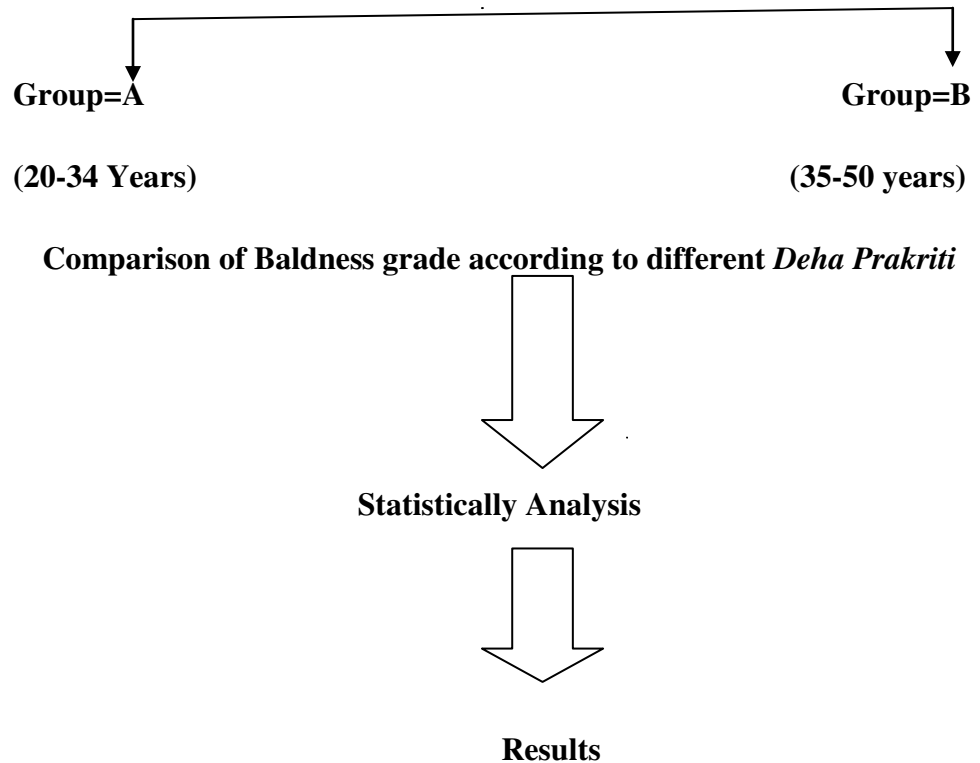 Group=A Group=B
(20-34 Years) (35-50 years)
Comparison of Baldness grade according to different Deha Prakriti
Statistically Analysis
Results